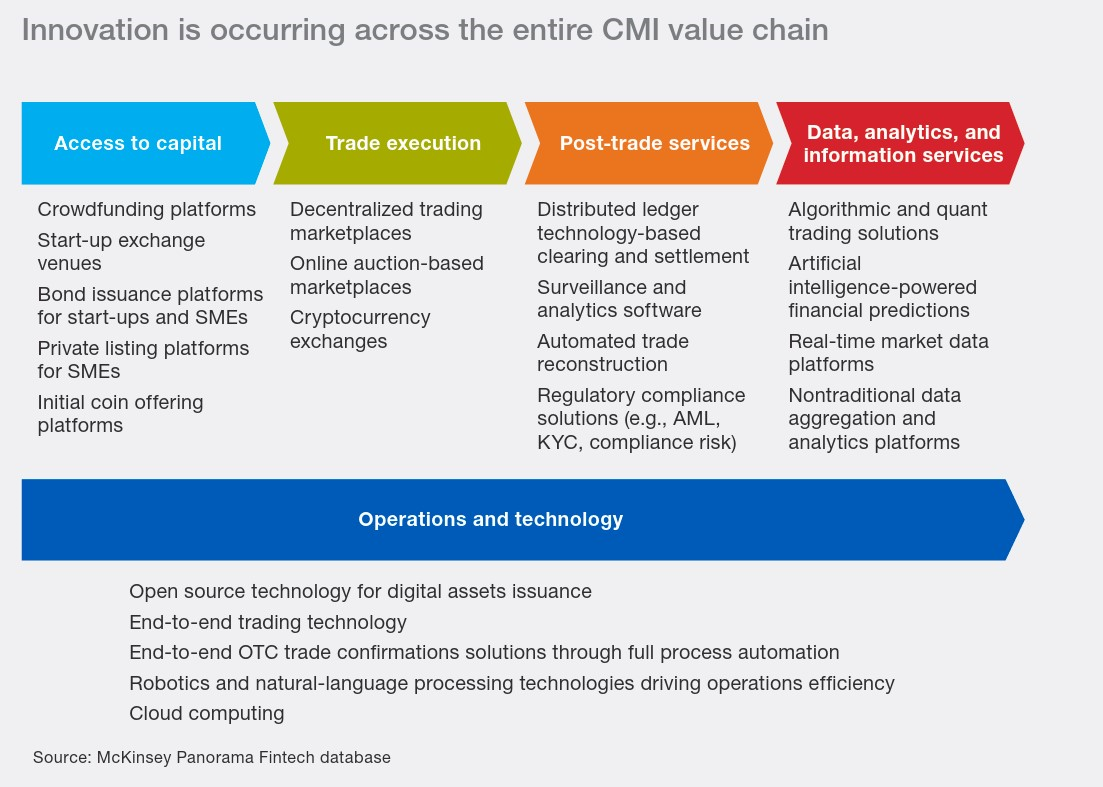 Innovation is occurring across the entire CMI value chain
Access to capital
Crowdfunding platforms
Start-up exchange
venues
Bond issuance platforms
for start-ups and SMEs
Private listing platforms
for SMEs
Initial coin offering
platforms
Trade execution
Decentralized trading
marketplaces
Online auction-based
marketplaces
Cryptocurrency
exchanges
Post-trade services
Distributed ledger
technology-based
clearing and settlement
Surveillance and
analytics software
Automated trade
reconstruction
Regulatory compliance
solutions (e.g., AML,
KYC, compliance risk)
Data, analytics, and
information services
Algorithmic and quant
trading solutions
Artificial
intelligence-powered
financial predictions
Real-time market data
platforms
Nontraditional data
aggregation and
analytics platforms
Operations and technology
Open source technology for digital assets issuance
End-to-end trading technology
End-to-end OTC trade confirmations solutions through full process automation
Robotics and natural-language processing technologies driving operations efficiency
Cloud computing
Source: McKinsey Panorama Fintech database